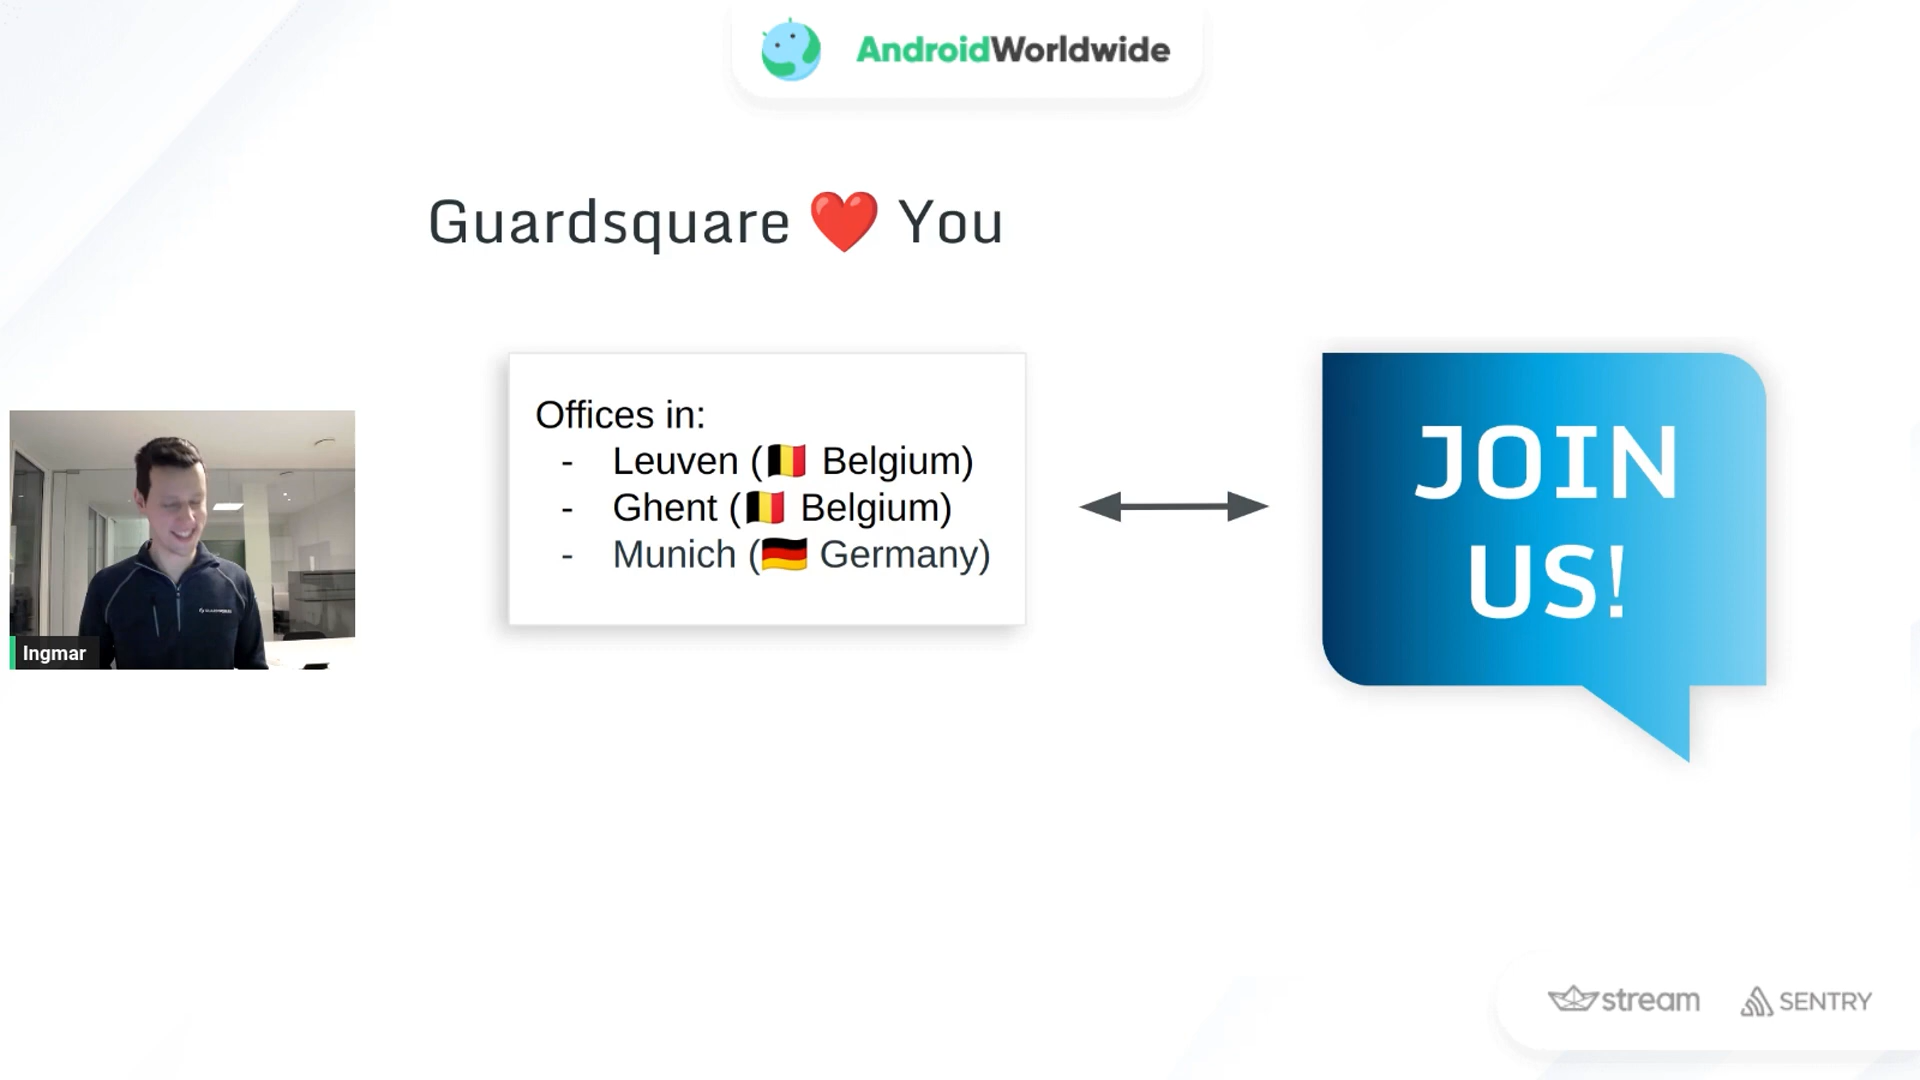 AndroidWorldwide
Guardsquare ❤️ You
Offices in:
- Leuven (🇧🇪 Belgium)
- Ghent (🇧🇪 Belgium)
- Munich (🇩🇪 Germany)
JOIN
US!
Ingmar
stream
SENTRY